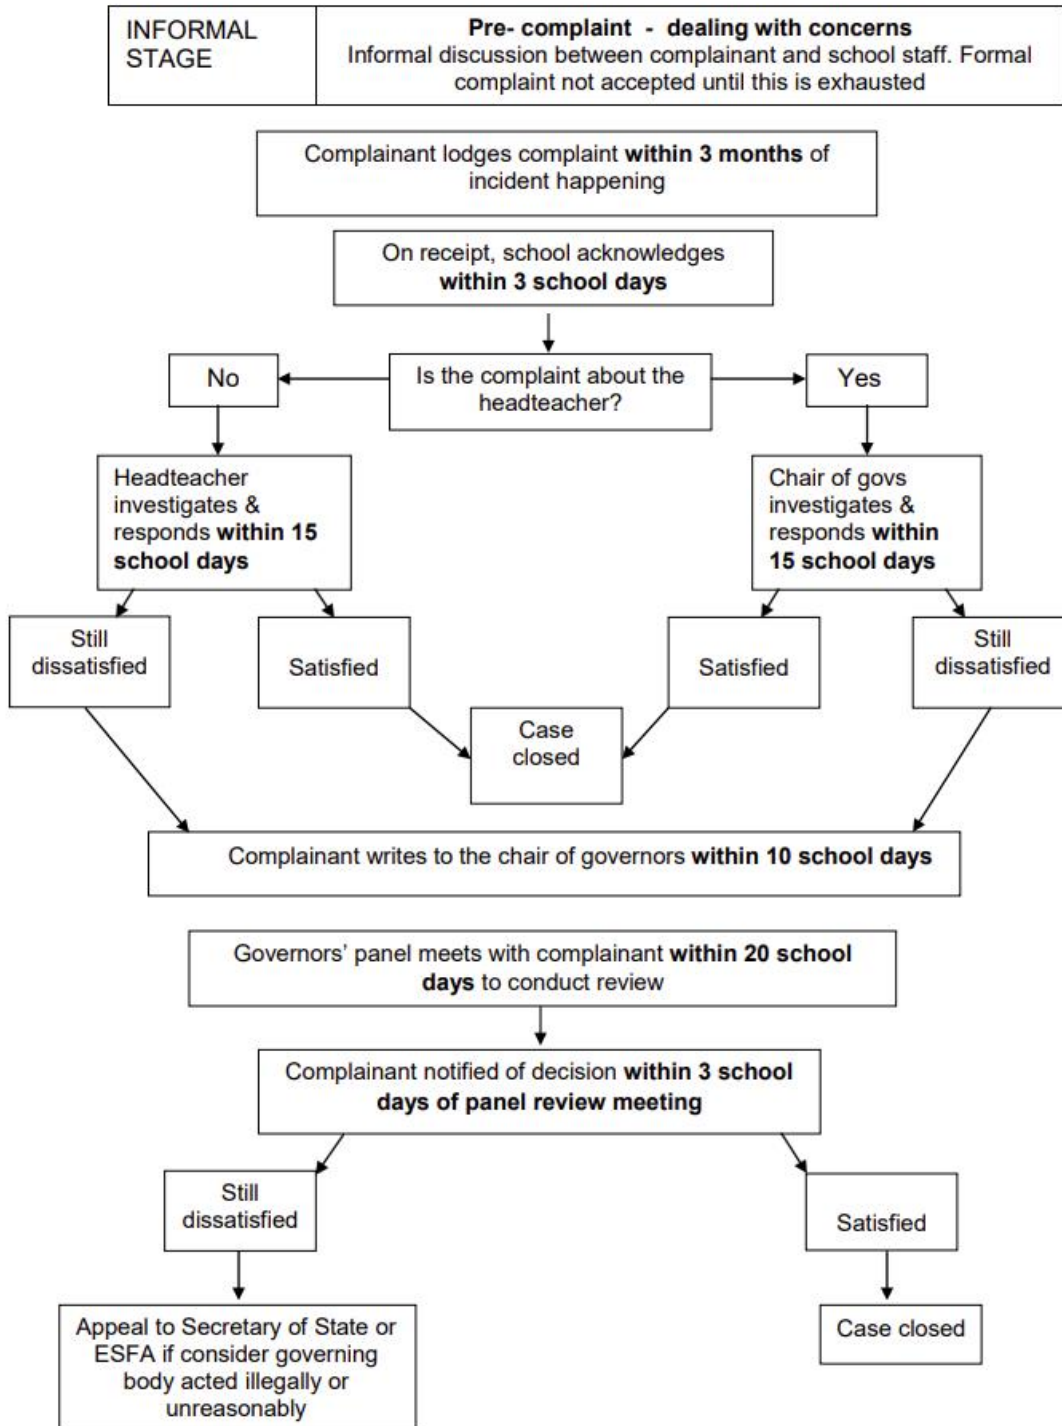 INFORMAL
STAGE
Pre- complaint - dealing with concerns
Informal discussion between complainant and school staff. Formal
complaint not accepted until this is exhausted
Complainant lodges complaint within 3 months of
incident happening
On receipt, school acknowledges
within 3 school days
No
Is the complaint about the
headteacher?
Yes
Headteacher
investigates &
responds within 15
school days
Chair of govs
investigates &
responds within
15 school days
Still
dissatisfied
Satisfied
Satisfied
Still
dissatisfied
Case
closed
Complainant writes to the chair of governors within 10 school days
Governors' panel meets with complainant within 20 school
days to conduct review
Complainant notified of decision within 3 school
days of panel review meeting
Still
dissatisfied
Satisfied
Appeal to Secretary of State or
ESFA if consider governing
body acted illegally or
unreasonably
Case closed